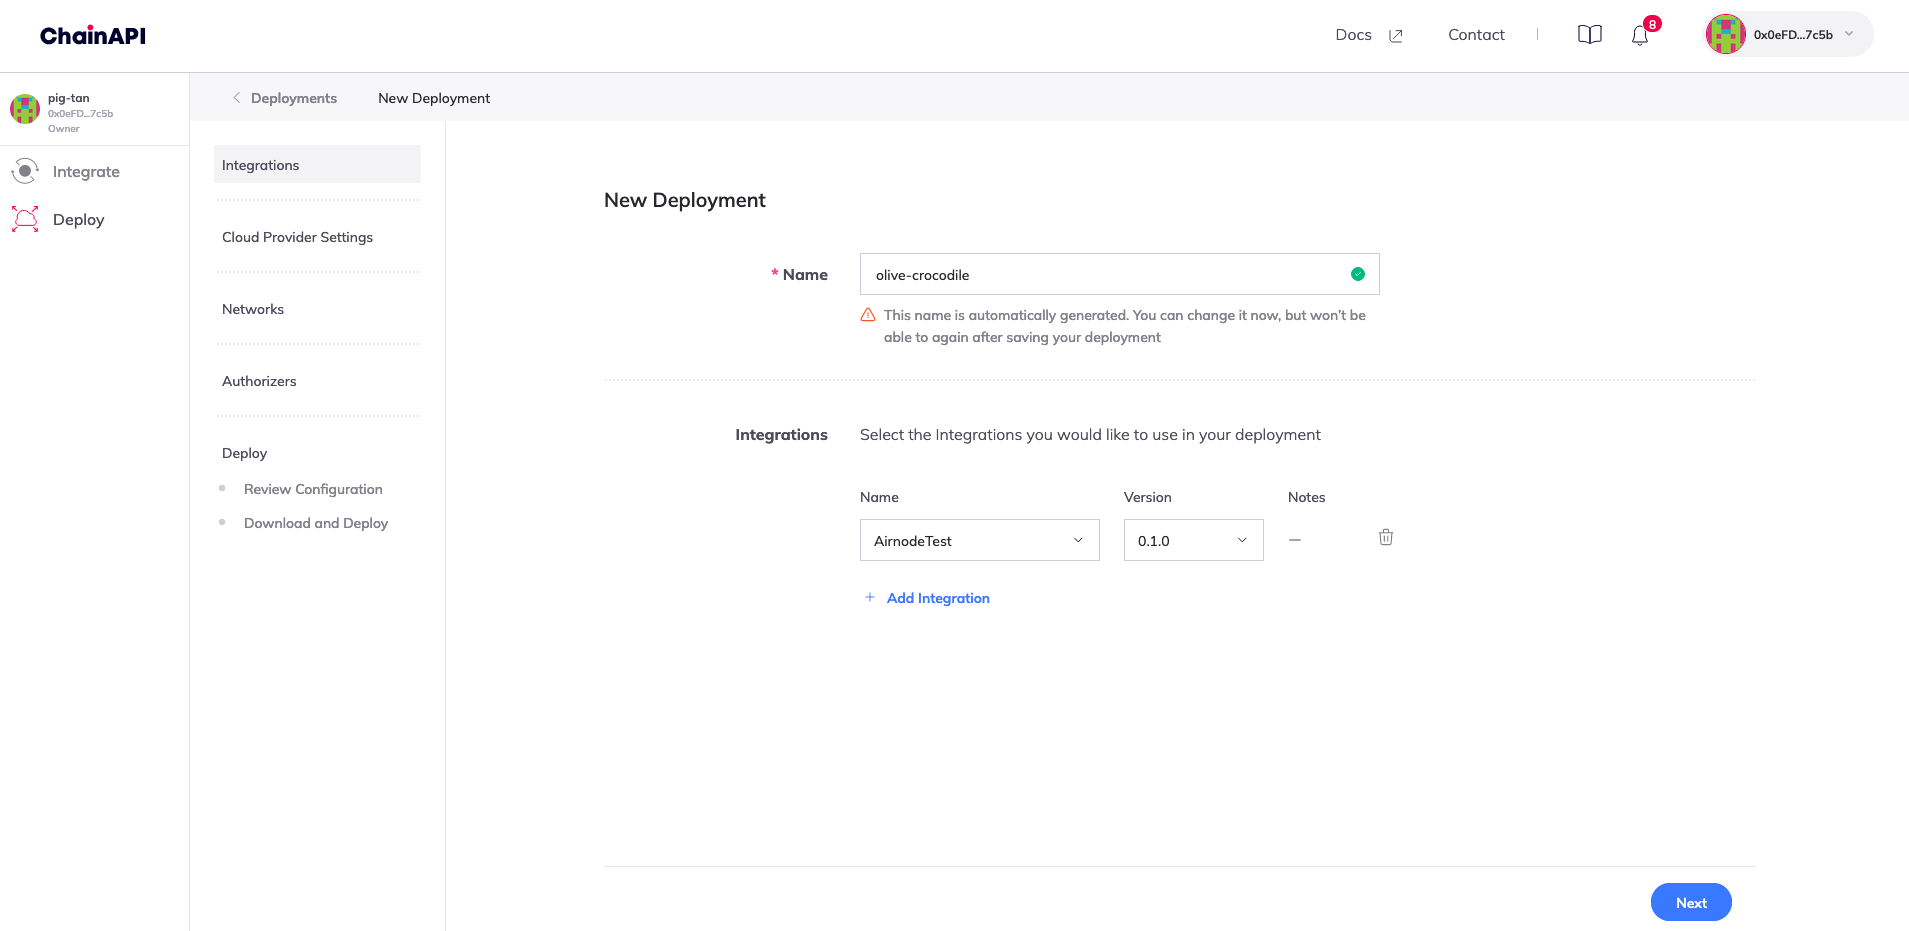 ChainAPI
Docs
Contact
8
0x0eFD...7c5b
pig-tan
0x0eFD...7c5b
Owner
Integrate
Deploy
Deployments
New Deployment
Integrations
Cloud Provider Settings
Networks
Authorizers
Deploy
Review Configuration
Download and Deploy
New Deployment
* Name
olive-crocodile
This name is automatically generated. You can change it now, but won't be
able to again after saving your deployment
Integrations
Select the Integrations you would like to use in your deployment
Name Version Notes
AirnodeTest 0.1.0 —
+ Add Integration
Next